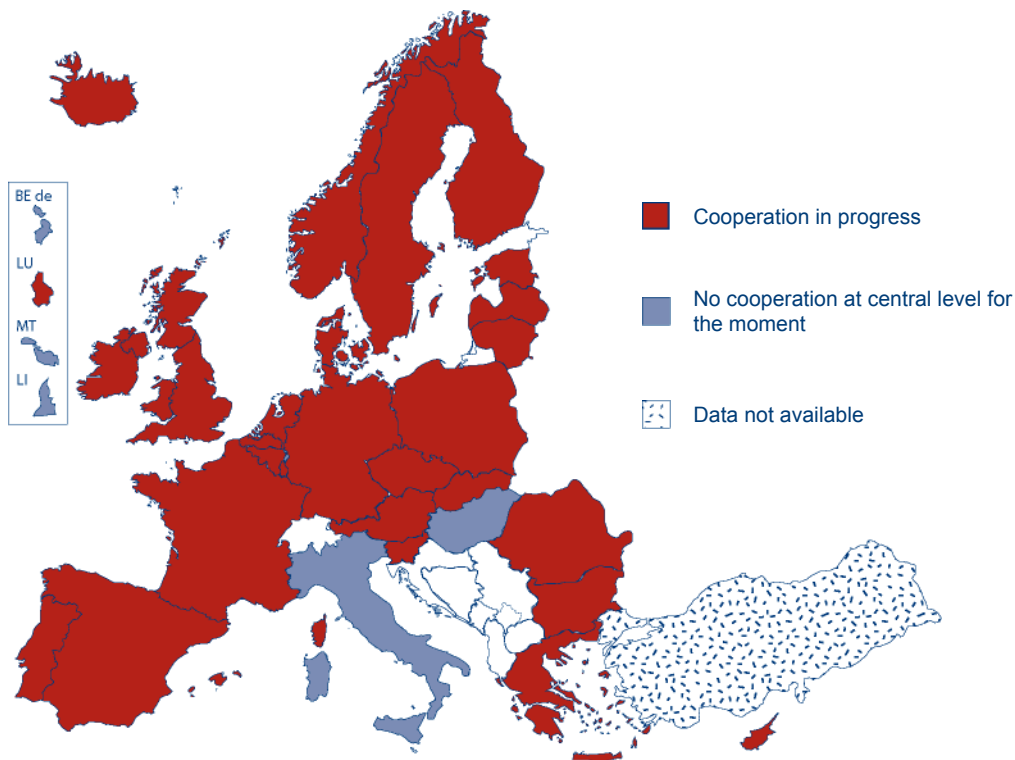 BE de
LU
MT
LI
Cooperation in progress
No cooperation at central level for
the moment
Data not available